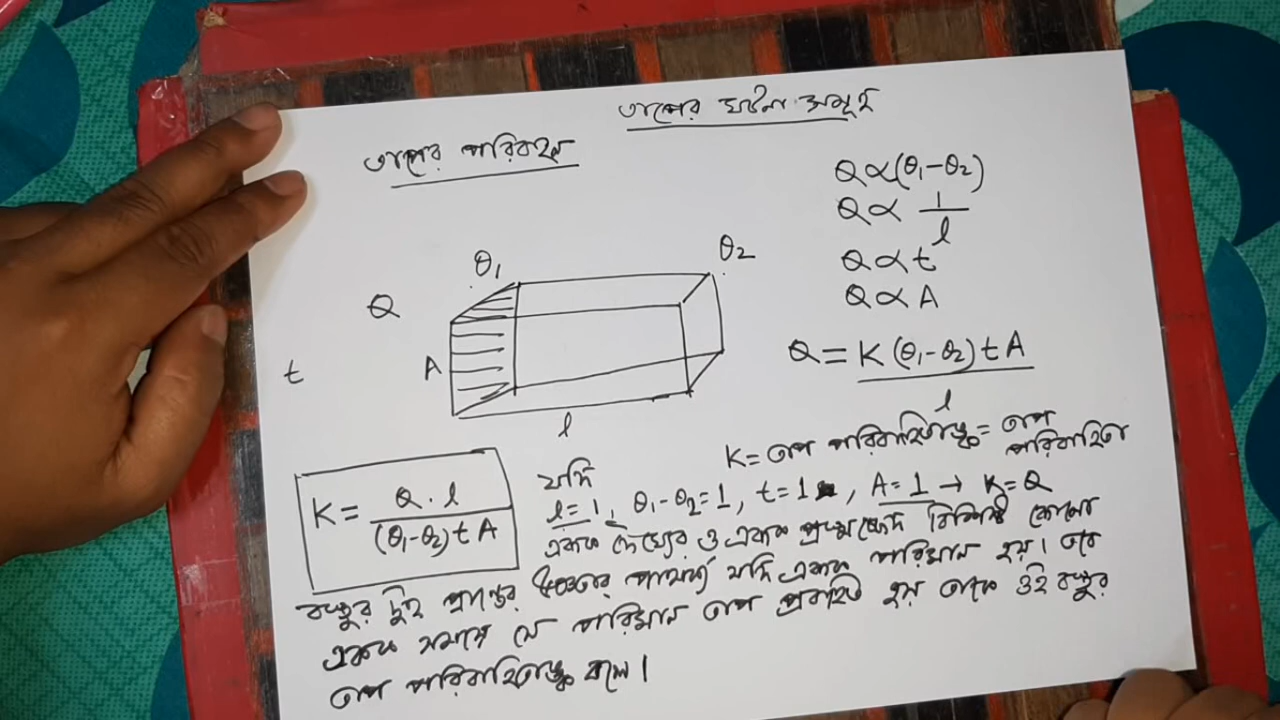 তাপের ঘটনা সমূহ
তাপের পরিবহন
Q∝(θ₁-θ₂)
Q∝ 1/l
Q∝t
Q∝A
θ₁
θ₂
Q
t
A
l
Q = K(θ₁-θ₂)tA / l
K = তাপ পরিবাহিতাঙ্ক = তাপ পরিবাহিতা
K = Q.l / (θ₁-θ₂)tA
যদি
l=1, θ₁-θ₂=1, t=1, A=1 → K=Q
একক দৈর্ঘ্যের ও একক প্রস্থচ্ছেদ বিশিষ্ট কোনো
বস্তুর দুই প্রান্তের উষ্ণতার পার্থক্য যদি একক পরিমান হয়। তবে
একক সময়ে যে পরিমান তাপ প্রবাহিত হয় তাকে ওই বস্তুর
তাপ পরিবাহিতাঙ্ক বলে।